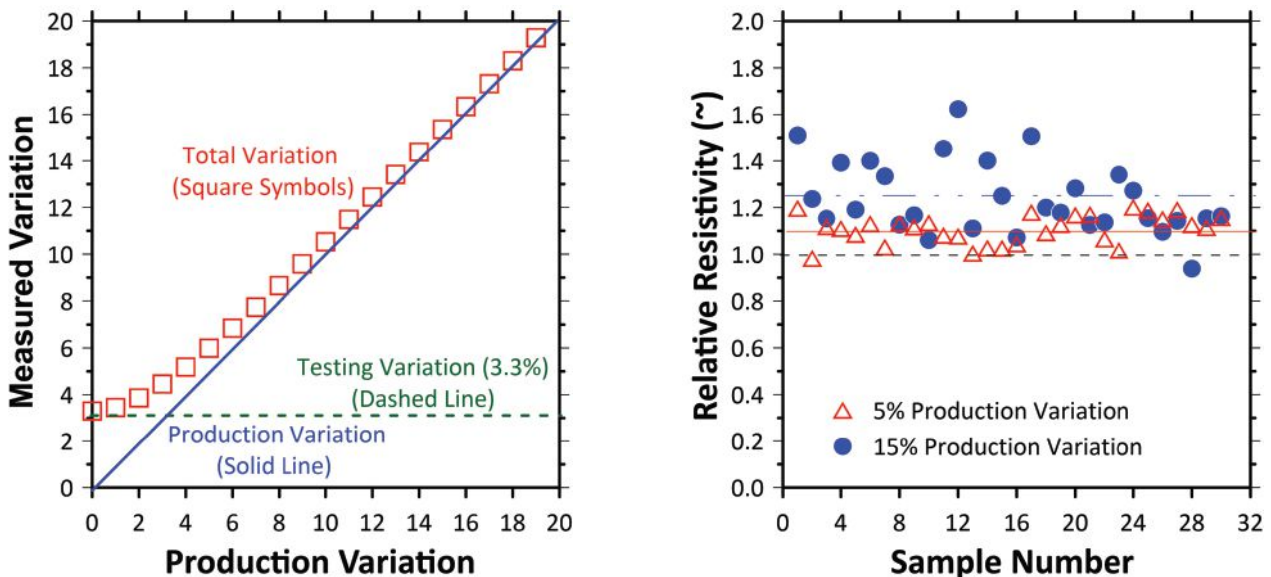 20
18
16
14
12
10
8
6
4
2
0
Measured Variation
Total Variation
(Square Symbols)
Testing Variation (3.3%)
(Dashed Line)
Production Variation
(Solid Line)
0 2 4 6 8 10 12 14 16 18 20
Production Variation
2.0
1.8
1.6
1.4
1.2
1.0
0.8
0.6
0.4
0.2
0.0
Relative Resistivity (~)
5% Production Variation
15% Production Variation
0 4 8 12 16 20 24 28 32
Sample Number